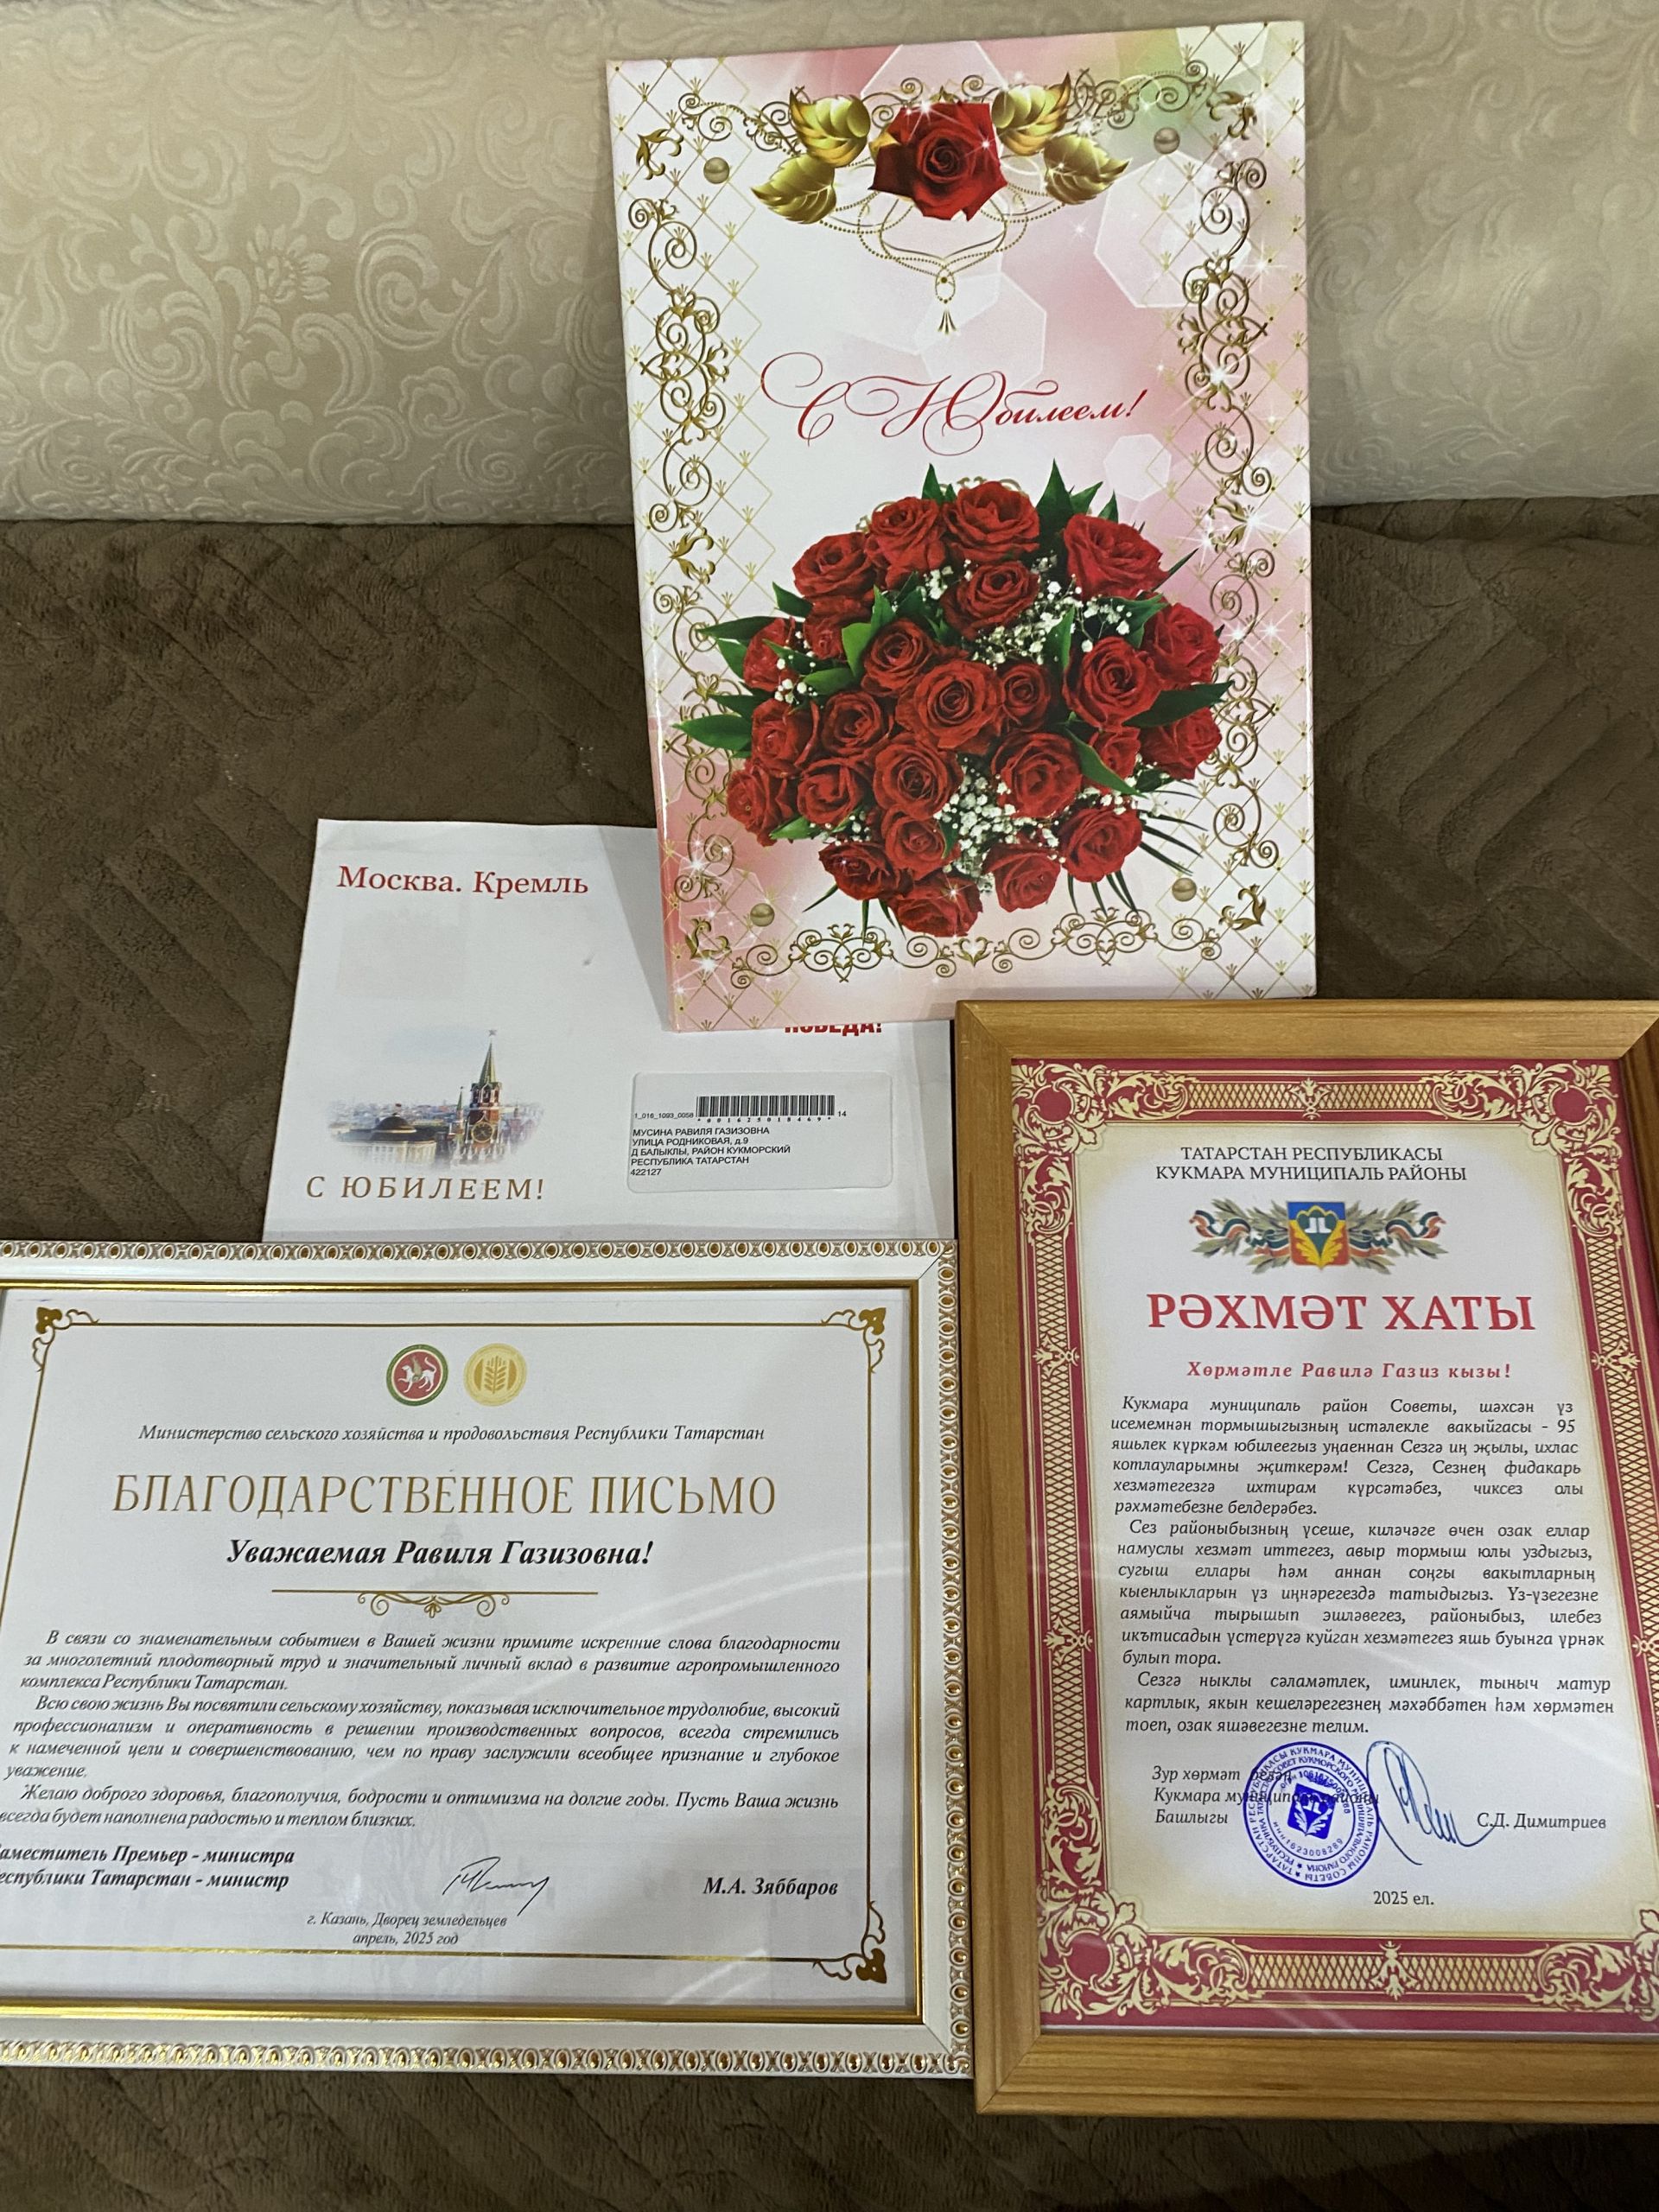 С Юбилеем!
Москва. Кремль
ПОБЕДА!
1_016_1093_0058
*001625018469*
14
МУСИНА РАВИЛЯ ГАЗИЗОВНА
УЛИЦА РОДНИКОВАЯ, д.9
Д БАЛЫКЛЫ, РАЙОН КУКМОРСКИЙ
РЕСПУБЛИКА ТАТАРСТАН
422127
С ЮБИЛЕЕМ!
Министерство сельского хозяйства и продовольствия Республики Татарстан
БЛАГОДАРСТВЕННОЕ ПИСЬМО
Уважаемая Равиля Газизовна!
В связи со знаменательным событием в Вашей жизни примите искренние слова благодарности
за многолетний плодотворный труд и значительный личный вклад в развитие агропромышленного
комплекса Республики Татарстан.
Всю свою жизнь Вы посвятили сельскому хозяйству, показывая исключительное трудолюбие, высокий
профессионализм и оперативность в решении производственных вопросов, всегда стремились
к намеченной цели и совершенствованию, чем по праву заслужили всеобщее признание и глубокое
уважение.
Желаю доброго здоровья, благополучия, бодрости и оптимизма на долгие годы. Пусть Ваша жизнь
всегда будет наполнена радостью и теплом близких.
аместитель Премьер - министра
еспублики Татарстан - министр
М.А. Зяббаров
г. Казань, Дворец земледельцев
апрель, 2025 год
ТАТАРСТАН РЕСПУБЛИКАСЫ
КУКМАРА МУНИЦИПАЛЬ РАЙОНЫ
РӘХМӘТ ХАТЫ
Хөрмәтле Равилә Газиз кызы!
Кукмара муниципаль район Советы, шәхсән үз
исемемнән тормышыгызның истәлекле вакыйгасы - 95
яшьлек күркәм юбилеегыз уңаеннан Сезгә иң җылы, ихлас
котлауларымны җиткерәм! Сезгә, Сезнең фидакарь
хезмәтегезгә ихтирам күрсәтәбез, чиксез олы
рәхмәтебезне белдерәбез.
Сез районыбызның үсеше, киләчәге өчен озак еллар
намуслы хезмәт иттегез, авыр тормыш юлы уздыгыз,
сугыш еллары һәм аннан соңгы вакытларның
кыенлыкларын үз иңнәрегездә татыдыгыз. Үз-үзегезне
аямыйча тырышып эшләвегез, районыбыз, илебез
икътисадын үстерүгә куйган хезмәтегез яшь буынга үрнәк
булып тора.
Сезгә ныклы сәламәтлек, иминлек, тыныч матур
картлык, якын кешеләрегезнең мәхәббәтен һәм хөрмәтен
тоеп, озак яшәвегезне телим.
Зур хөрмәт белән,
Кукмара муниципаль районы
Башлыгы
С.Д. Димитриев
2025 ел.